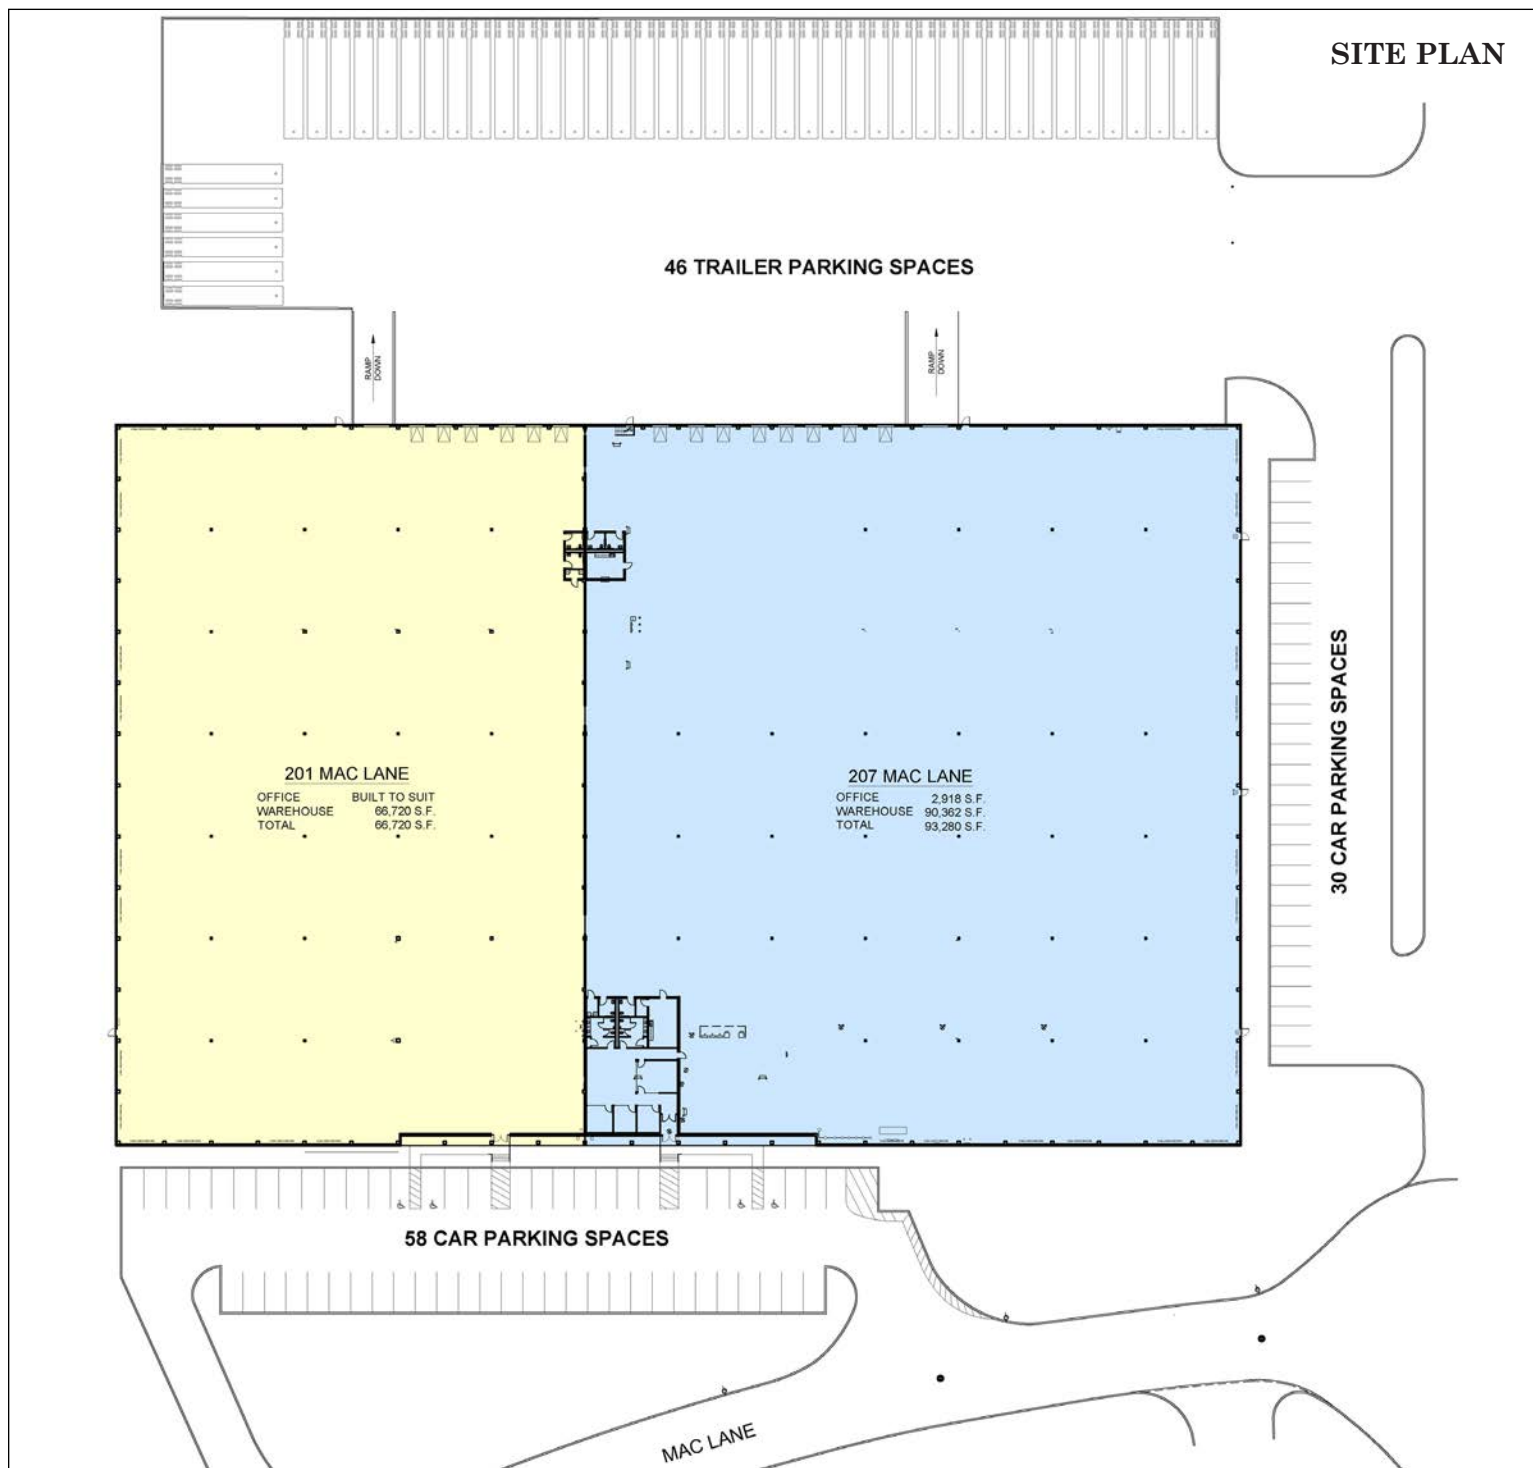 SITE PLAN
46 TRAILER PARKING SPACES
RAMP
DOWN
RAMP
DOWN
201 MAC LANE
OFFICE BUILT TO SUIT
WAREHOUSE 66,720 S.F.
TOTAL 66,720 S.F.
207 MAC LANE
OFFICE 2,918 S.F.
WAREHOUSE 90,362 S.F.
TOTAL 93,280 S.F.
30 CAR PARKING SPACES
58 CAR PARKING SPACES
MAC LANE